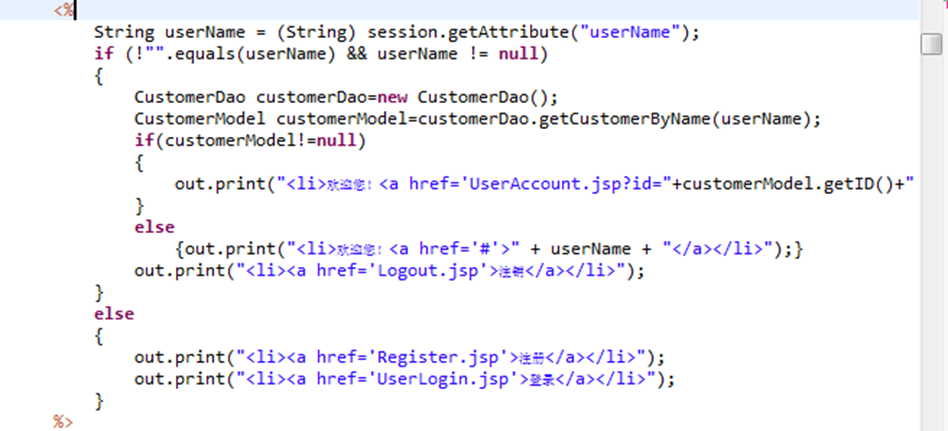 <%
String userName = (String) session.getAttribute("userName");
if (!"".equals(userName) && userName != null)
{
CustomerDao customerDao=new CustomerDao();
CustomerModel customerModel=customerDao.getCustomerByName(userName);
if(customerModel!=null)
{
out.print("<li>欢迎您！<a href='UserAccount.jsp?id="+customerModel.getID()+"
}
else
{out.print("<li>欢迎您！<a href='#'>" + userName + "</a></li>");}
out.print("<li><a href='Logout.jsp'>注销</a></li>");
}
else
{
out.print("<li><a href='Register.jsp'>注册</a></li>");
out.print("<li><a href='UserLogin.jsp'>登录</a></li>");
}
%>